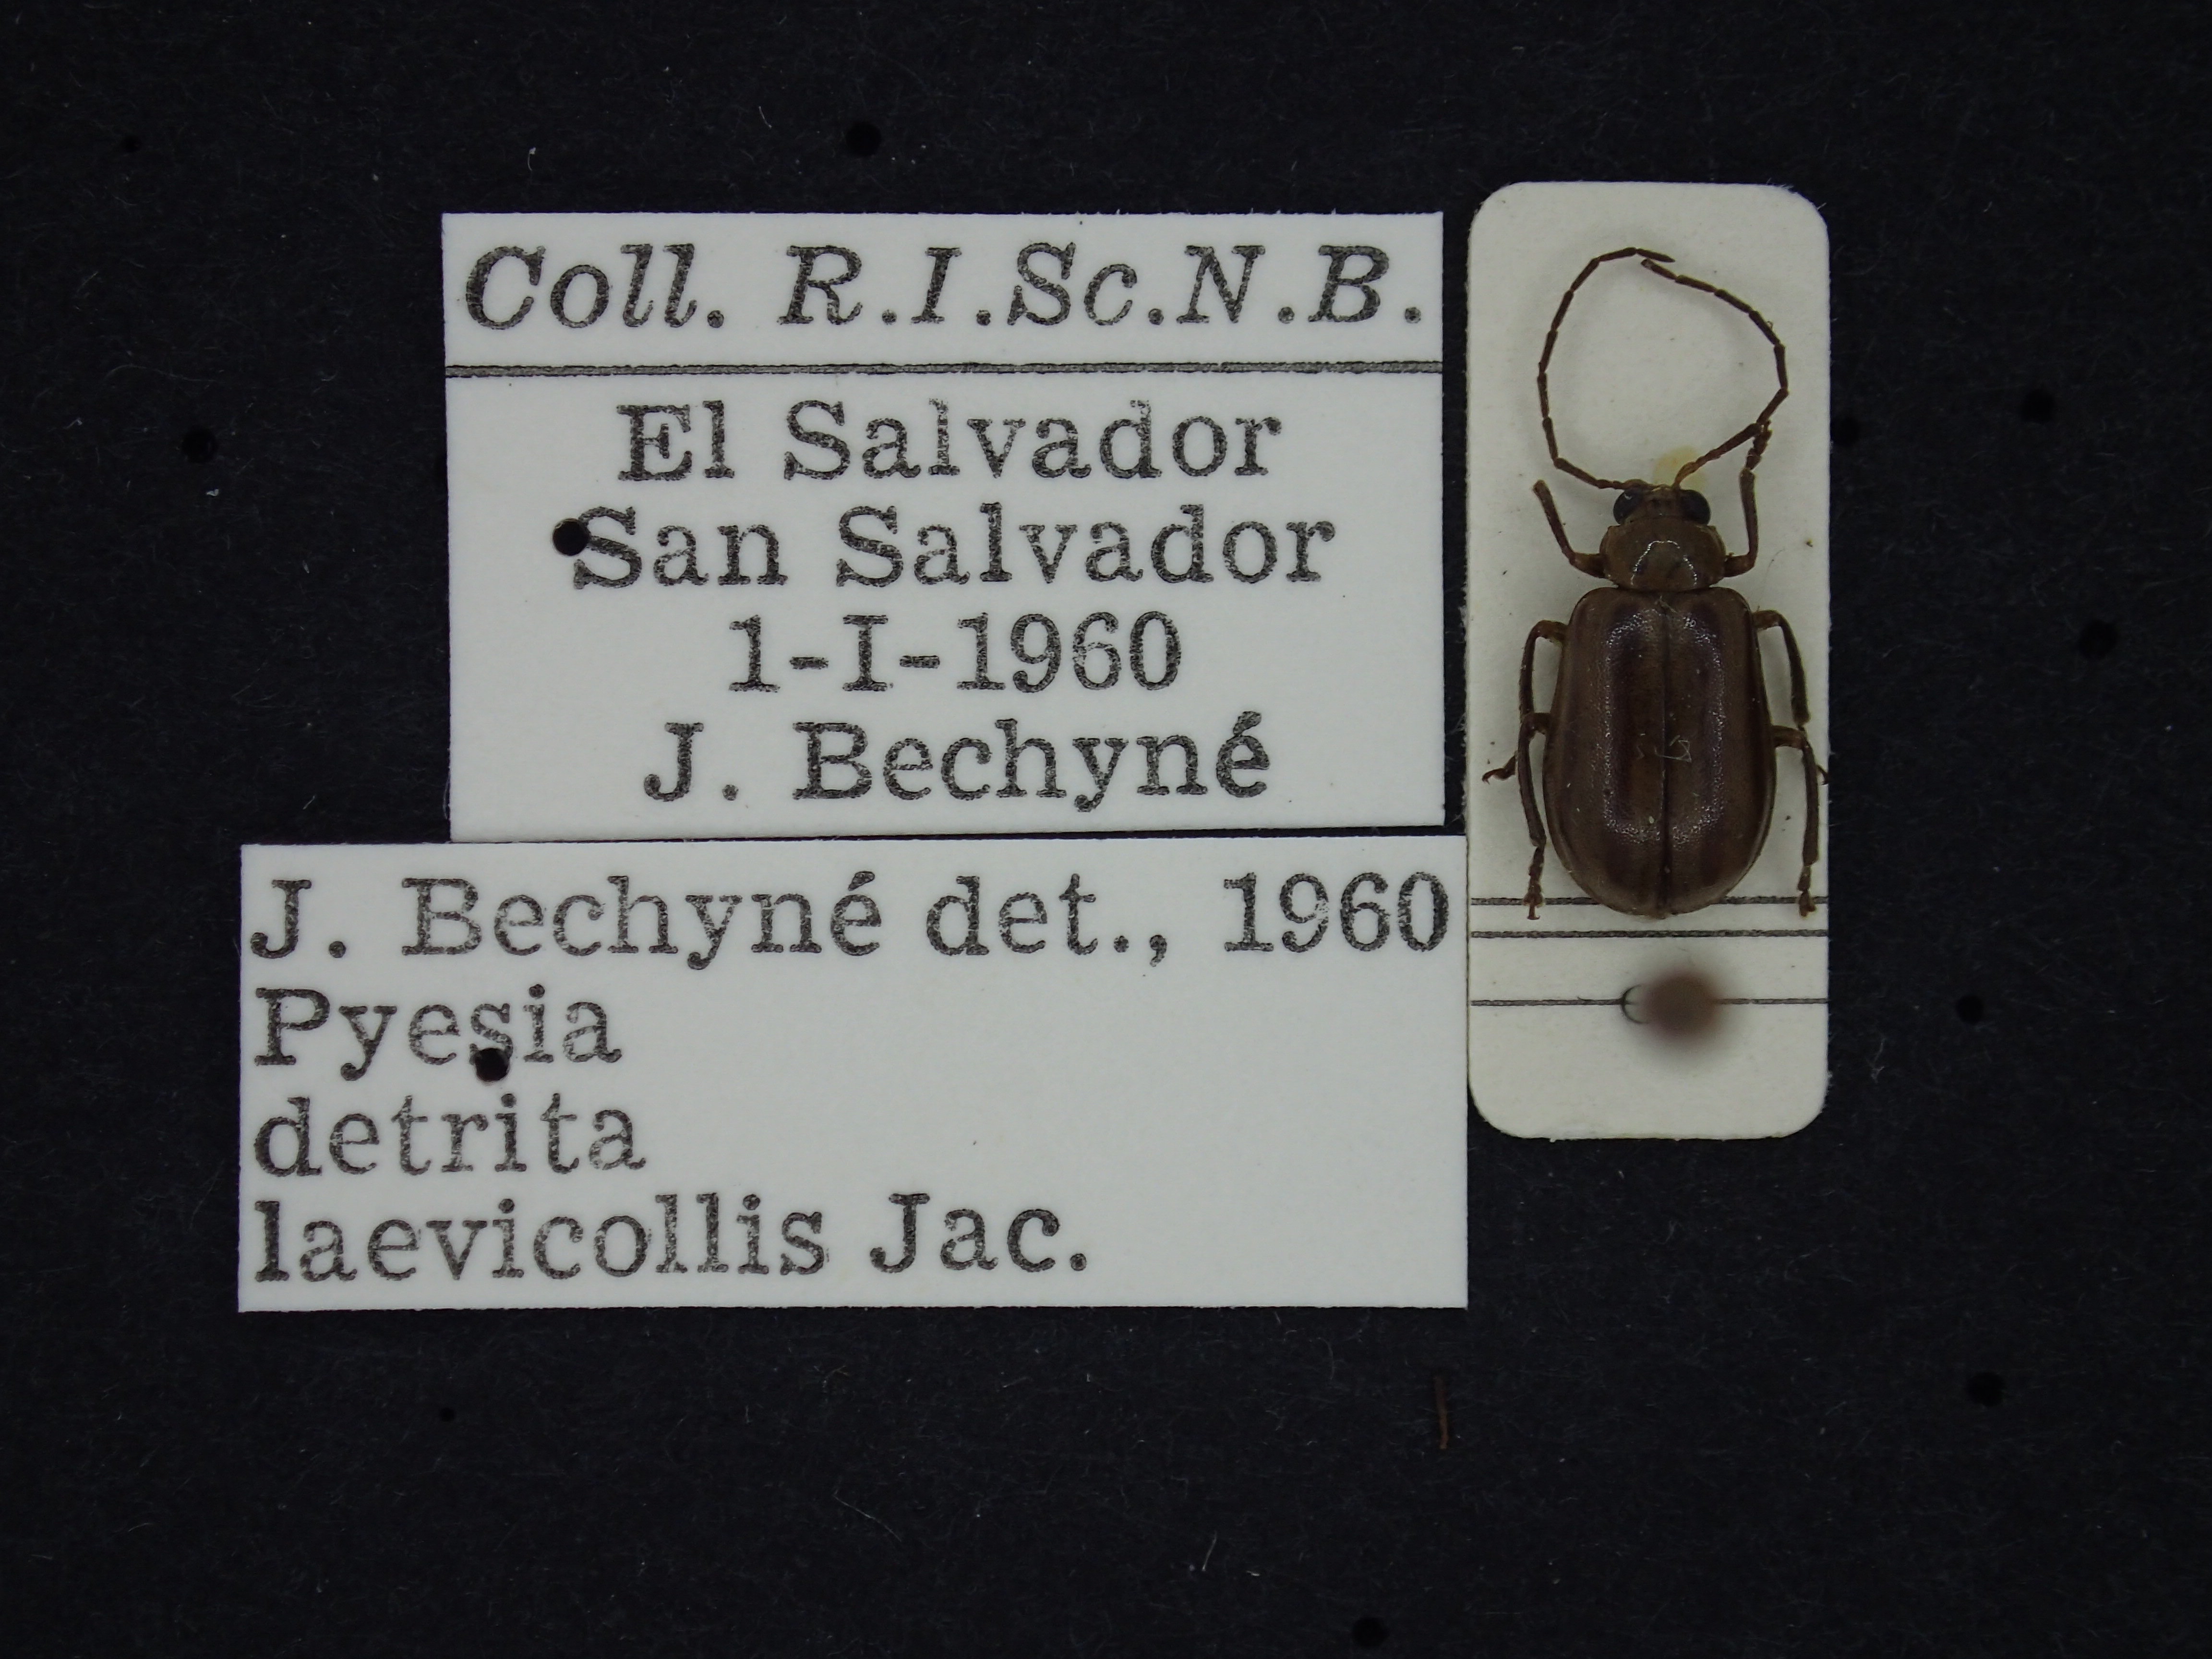 Coll. R.I.Sc.N.B.
El Salvador
San Salvador
1-I-1960
J. Bechyné
J. Bechyné det., 1960
Pyesia
detrita
laevicollis Jac.